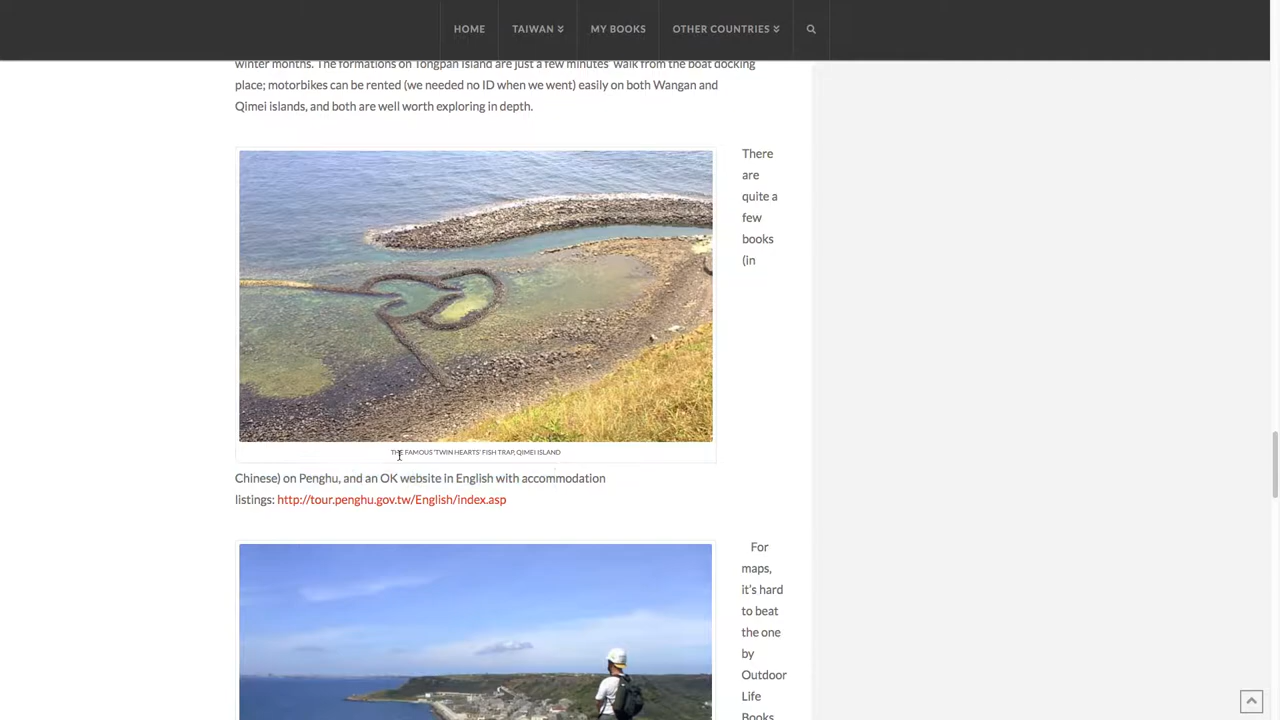 HOME
TAIWAN
MY BOOKS
OTHER COUNTRIES
winter months. The formations on Tongpan Island are just a few minutes' walk from the boat docking
place; motorbikes can be rented (we needed no ID when we went) easily on both Wangan and
Qimei islands, and both are well worth exploring in depth.
There
are
quite a
few
books
(in
THE FAMOUS 'TWIN HEARTS' FISH TRAP, QIMEI ISLAND
Chinese) on Penghu, and an OK website in English with accommodation
listings: http://tour.penghu.gov.tw/English/index.asp
For
maps,
it's hard
to beat
the one
by
Outdoor
Life
Books